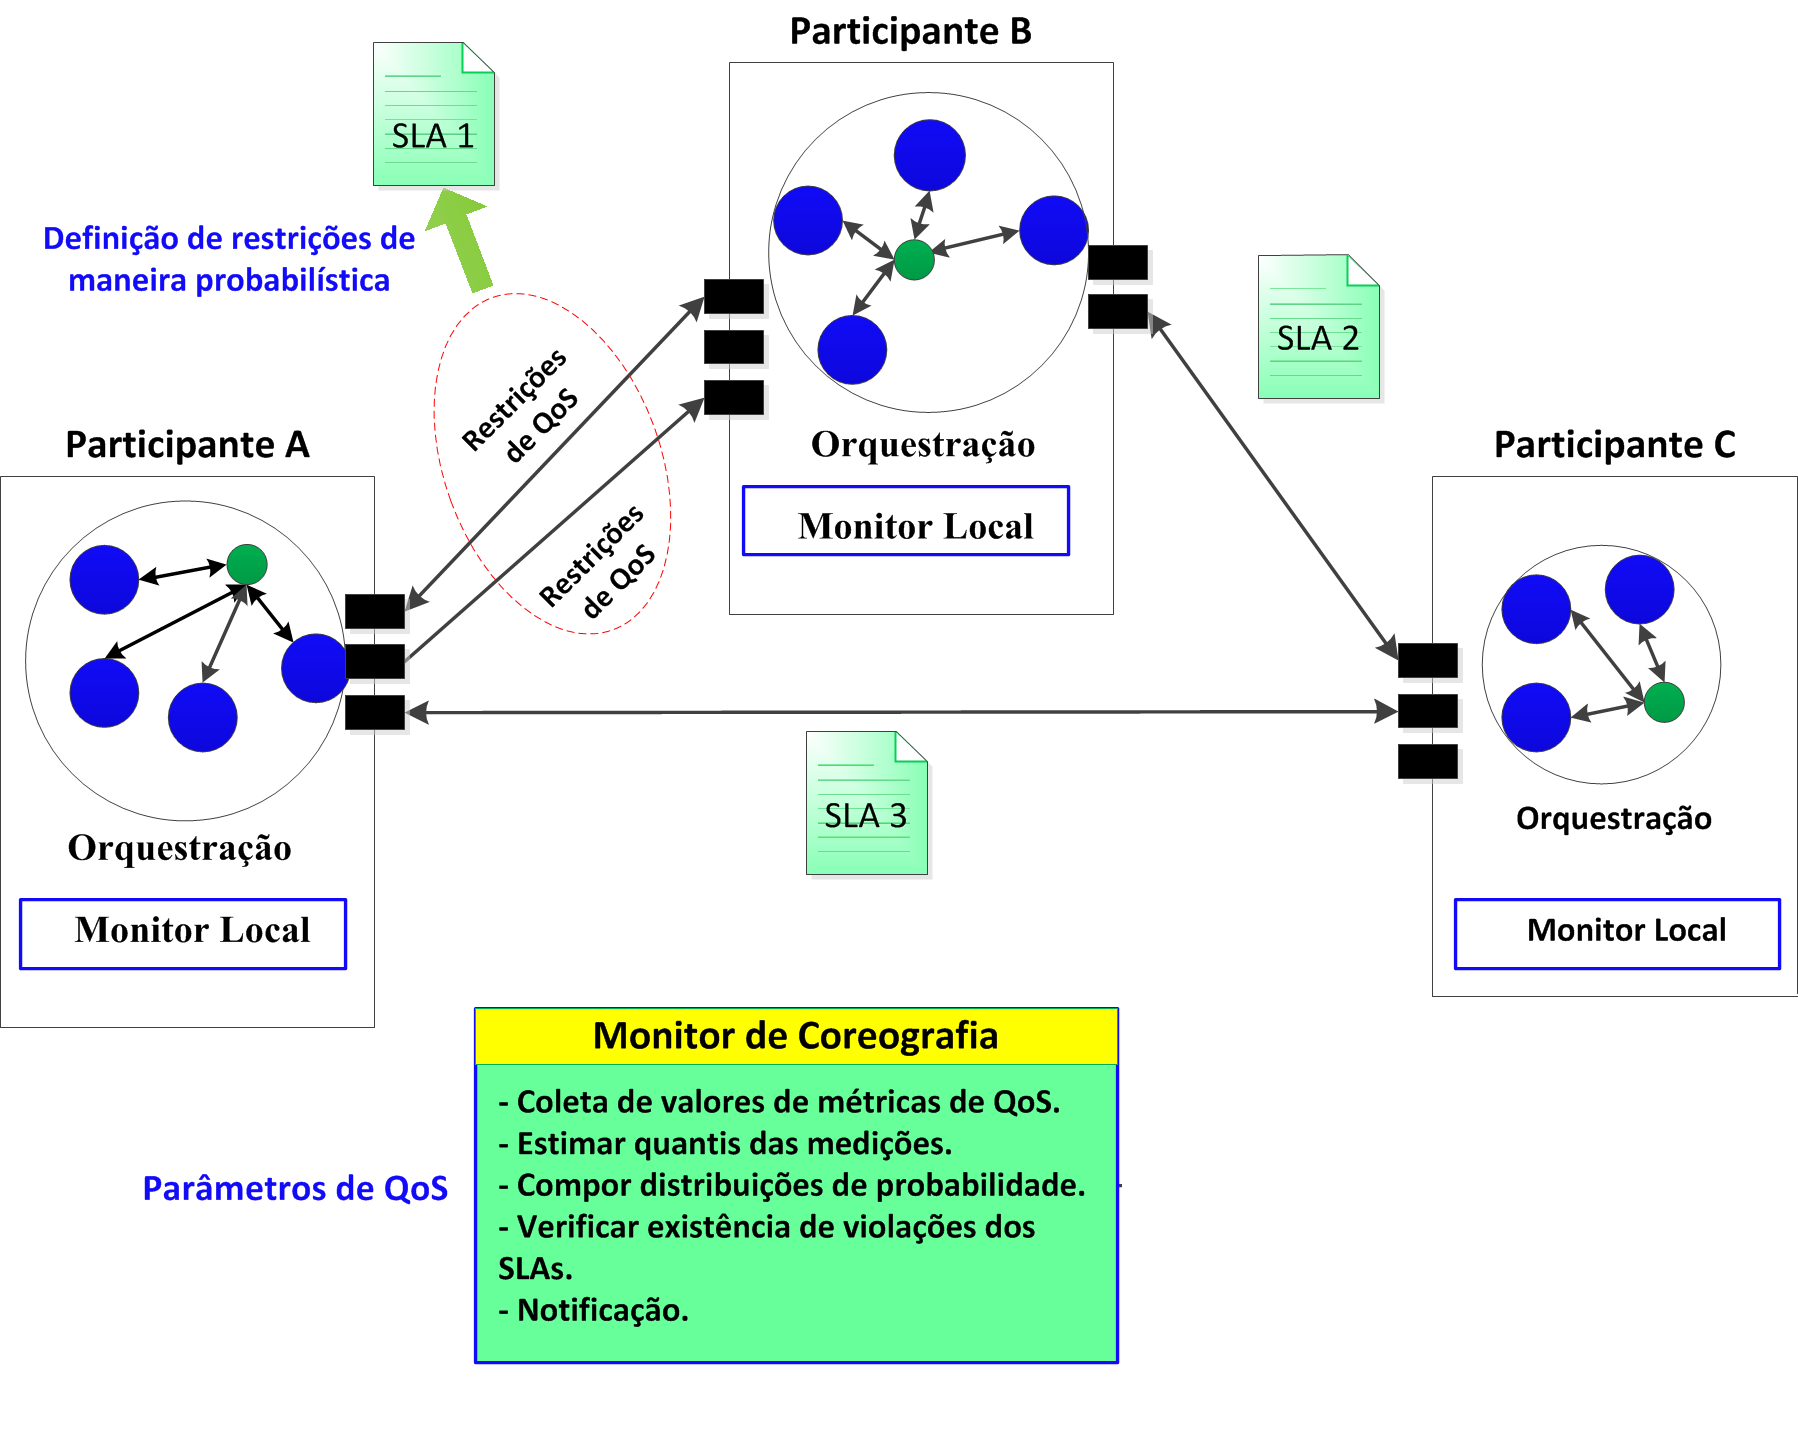 Participante B
SLA 1
Definição de restrições de
maneira probabilística
Restrições
de QoS
Restrições
de QoS
SLA 2
Participante A
Orquestração
Monitor Local
Participante C
Orquestração
Monitor Local
SLA 3
Orquestração
Monitor Local
Monitor de Coreografia
- Coleta de valores de métricas de QoS.
- Estimar quantis das medições.
- Compor distribuições de probabilidade.
- Verificar existência de violações dos
SLAs.
- Notificação.
Parâmetros de QoS